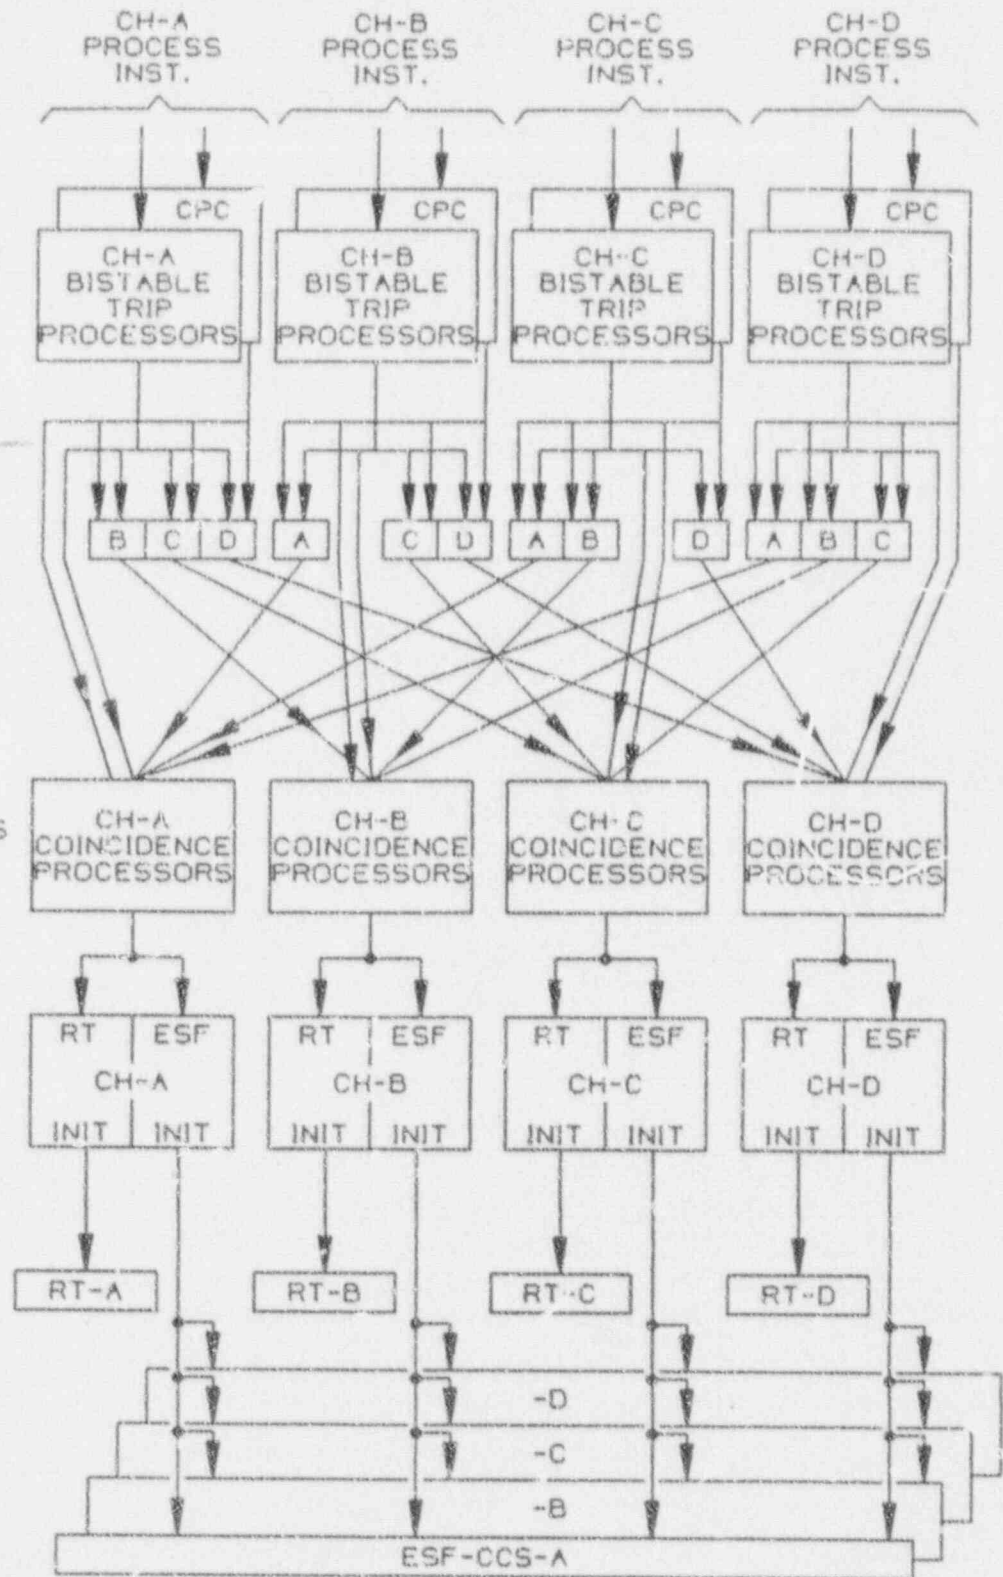 CH-A
PROCESS
INST.
CH-B
PROCESS
INST.
CH-C
PROCESS
INST.
CH-D
PROCESS
INST.
CPC
CPC
CPC
CPC
CH-A
BISTABLE
TRIP
PROCESSORS
CH-B
BISTABLE
TRIP
PROCESSORS
CH-C
BISTABLE
TRIP
PROCESSORS
CH-D
BISTABLE
TRIP
PROCESSORS
B C D
A
C D
A B
D
A B C
S
CH-A
COINCIDENCE
PROCESSORS
CH-B
COINCIDENCE
PROCESSORS
CH-C
COINCIDENCE
PROCESSORS
CH-D
COINCIDENCE
PROCESSORS
RT ESF
CH-A
INIT INIT
RT ESF
CH-B
INIT INIT
RT ESF
CH-C
INIT INIT
RT ESF
CH-D
INIT INIT
RT-A
RT-B
RT-C
RT-D
-D
-C
-B
ESF-CCS-A